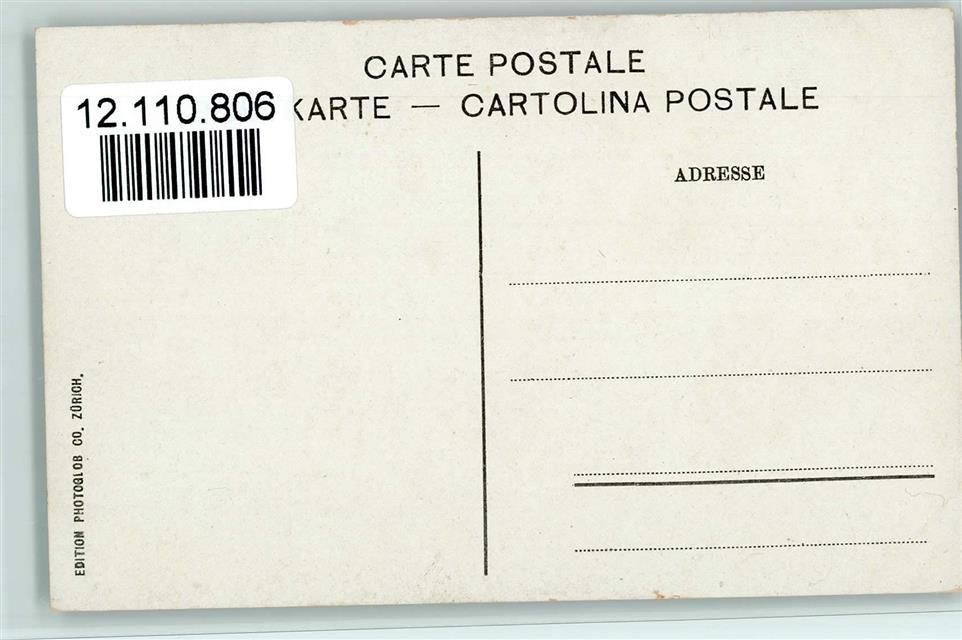 CARTE POSTALE
12.110.806
KARTE — CARTOLINA POSTALE
ADRESSE
EDITION PHOTOGLOB CO. ZÜRICH.